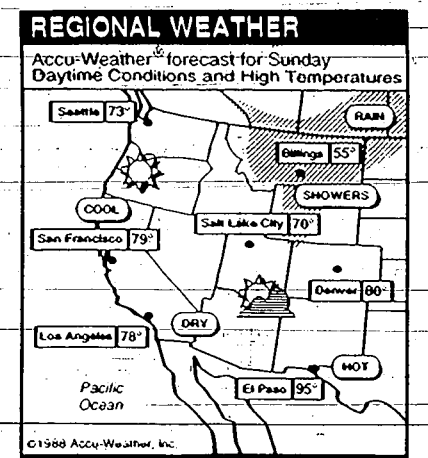 REGIONAL WEATHER
Accu-Weather® forecast for Sunday
Daytime Conditions and High Temperatures
Seattle 73°
RAIN
Billings 55°
SHOWERS
COOL
Salt Lake City 70°
San Francisco 79°
Denver 80°
DRY
Los Angeles 78°
HOT
El Paso 95°
Pacific
Ocean
©1988 Accu-Weather, Inc.